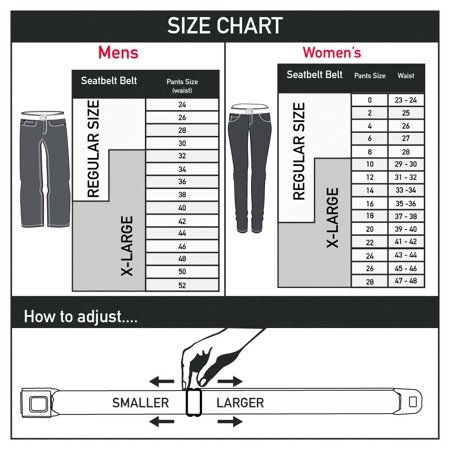 SIZE CHART
Mens
Seatbelt Belt Pants Size (waist)
REGULAR SIZE
X-LARGE
24
26
28
30
32
34
36
38
40
42
44
46
48
50
52
Women's
Seatbelt Belt Pants Size Waist
REGULAR SIZE
X-LARGE
0 23 - 24
2 25
4 26
6 27
8 28
10 29 - 30
12 31 - 32
14 33 -34
16 35 -36
18 37 -38
20 39 - 40
22 41 - 42
24 43 - 44
26 45 - 46
28 47 - 48
How to adjust....
SMALLER LARGER